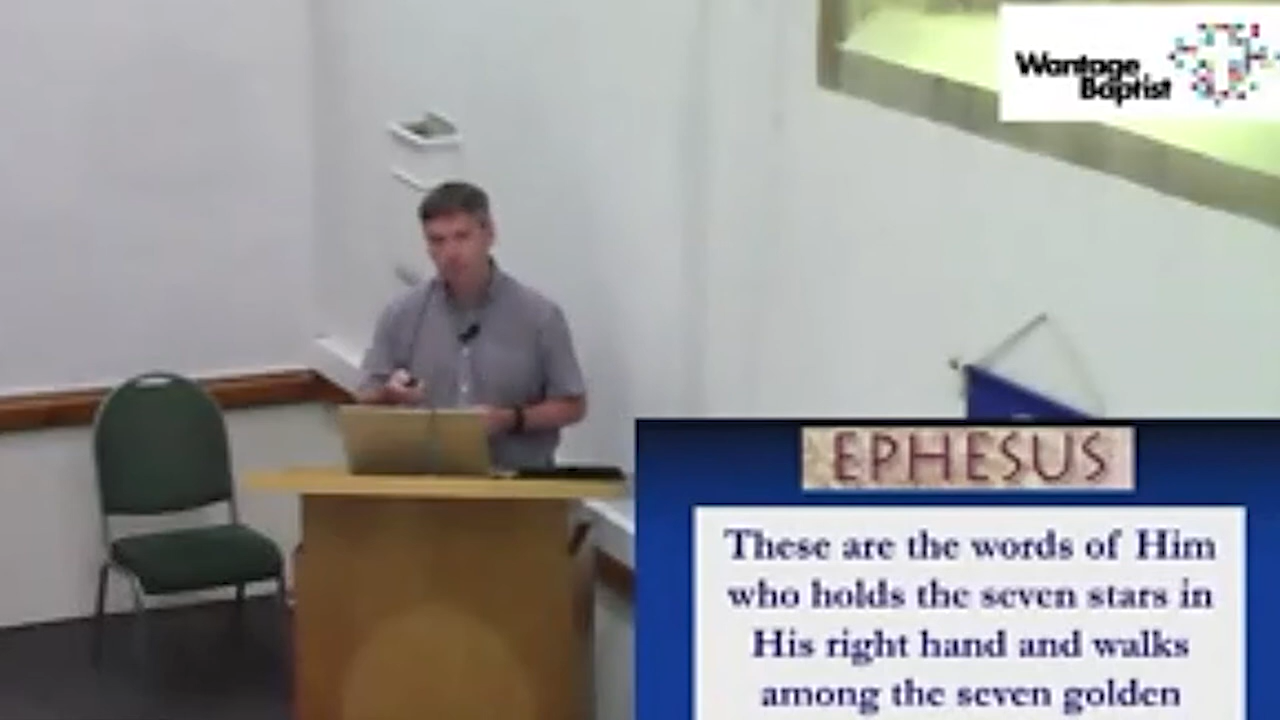 Wantage
Baptist
EPHESUS
These are the words of Him
who holds the seven stars in
His right hand and walks
among the seven golden